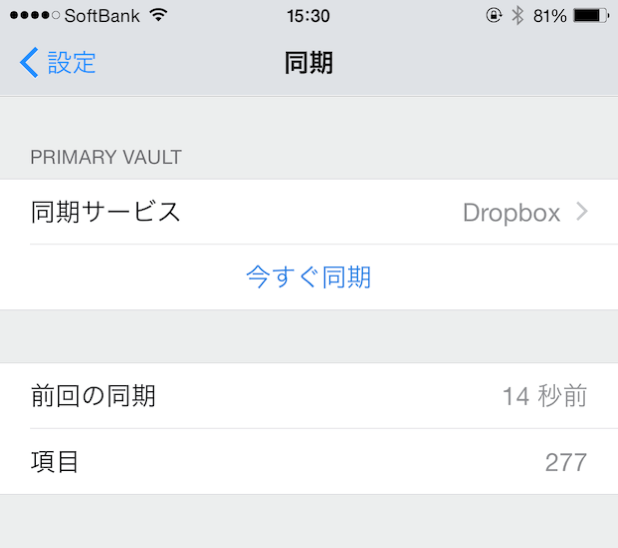 SoftBank 15:30 81%
設定 同期
PRIMARY VAULT
同期サービス Dropbox
今すぐ同期
前回の同期 14 秒前
項目 277